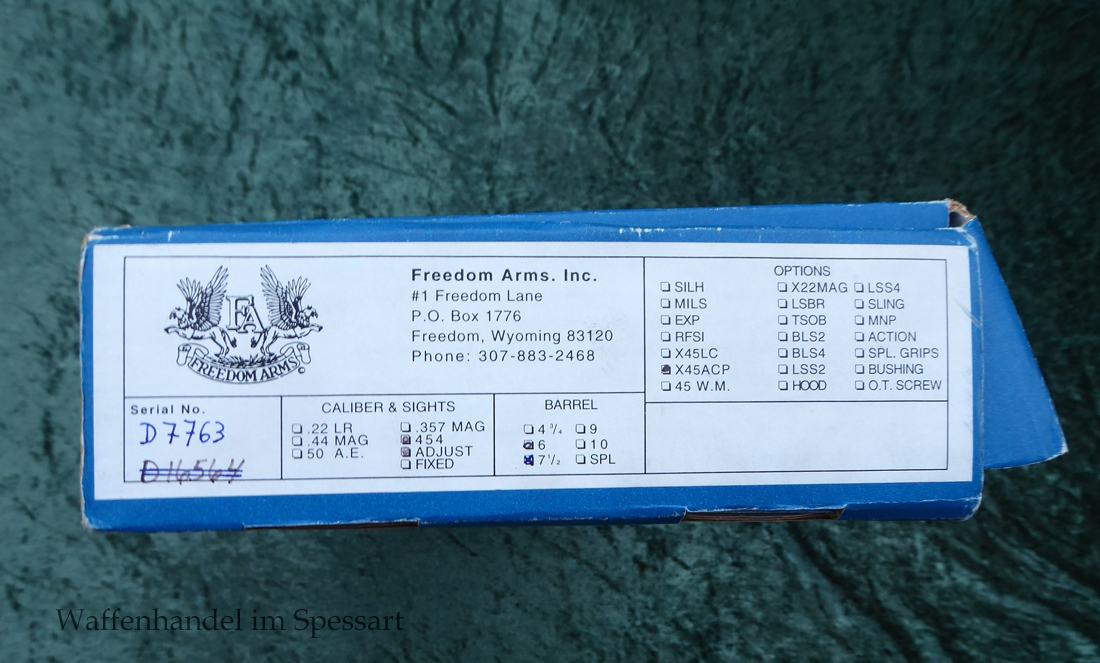 FA
FREEDOM ARMS ©
Freedom Arms. Inc.
#1 Freedom Lane
P.O. Box 1776
Freedom, Wyoming 83120
Phone: 307-883-2468
Serial No.
D7763
D16564
CALIBER & SIGHTS
.22 LR
.44 MAG
50 A.E.
.357 MAG
454
ADJUST
FIXED
BARREL
4 3/4
6
7 1/2
9
10
SPL
OPTIONS
SILH
MILS
EXP
RFSI
X45LC
X45ACP
45 W.M.
X22MAG
LSBR
TSOB
BLS2
BLS4
LSS2
HOOD
LSS4
SLING
MNP
ACTION
SPL. GRIPS
BUSHING
O.T. SCREW
Waffenhandel im Spessart